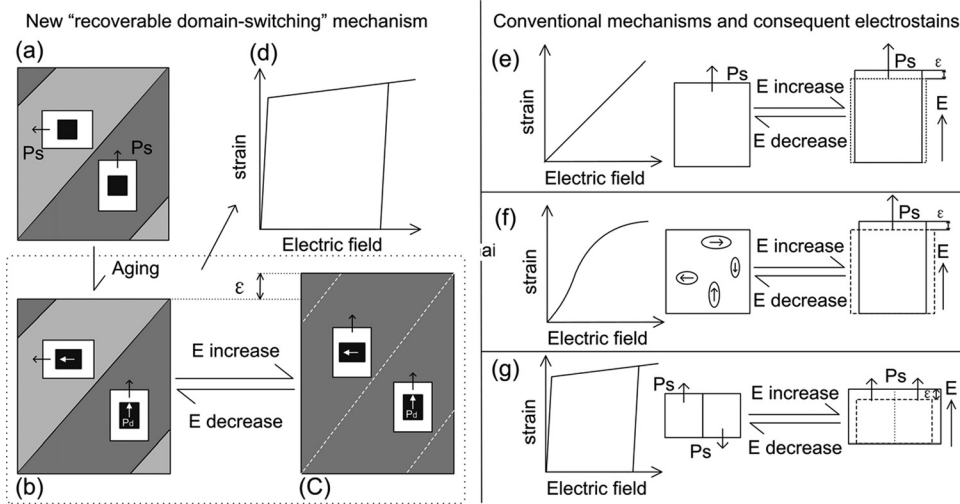 New “recoverable domain-switching” mechanism
Conventional mechanisms and consequent electrostains
(a)
Ps
Ps
Aging
(d)
strain
Electric field
(b)
Pd
ε
E increase
E decrease
Pd
(C)
(e)
strain
Electric field
Ps
E increase
E decrease
Ps
ε
E
(f)
ai
strain
Electric field
E increase
E decrease
Ps
ε
E
(g)
strain
Electric field
Ps
Ps
E increase
E decrease
Ps
ε
E